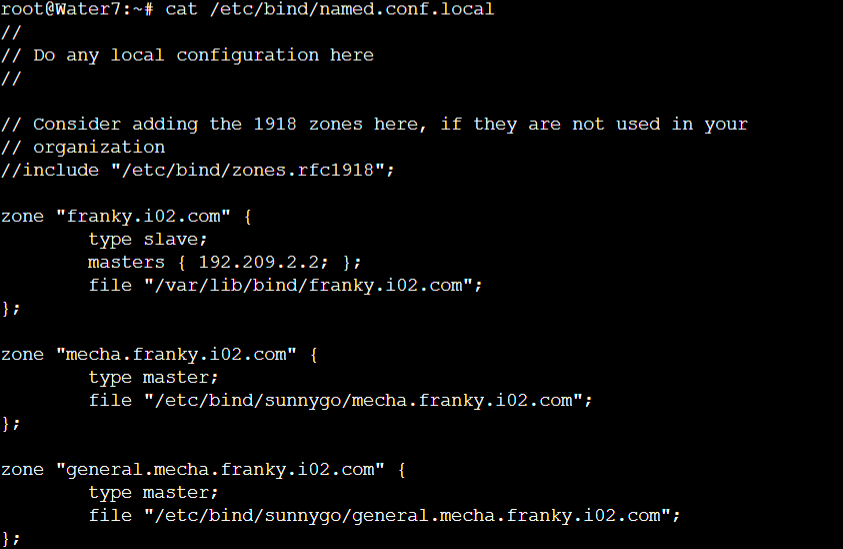 root@Water7:~# cat /etc/bind/named.conf.local
//
// Do any local configuration here
//
// Consider adding the 1918 zones here, if they are not used in your
// organization
//include "/etc/bind/zones.rfc1918";
zone "franky.i02.com" {
type slave;
masters { 192.209.2.2; };
file "/var/lib/bind/franky.i02.com";
};
zone "mecha.franky.i02.com" {
type master;
file "/etc/bind/sunnygo/mecha.franky.i02.com";
};
zone "general.mecha.franky.i02.com" {
type master;
file "/etc/bind/sunnygo/general.mecha.franky.i02.com";
};